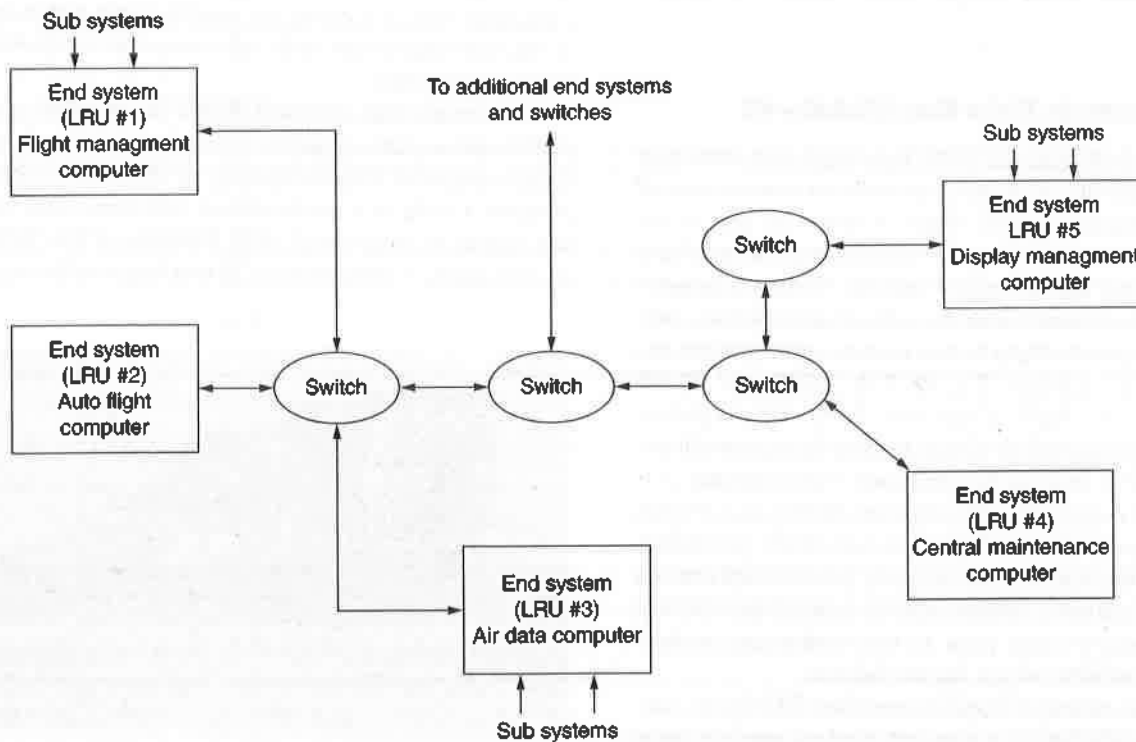 Sub systems
End system
(LRU #1)
Flight managment
computer
To additional end systems
and switches
Sub systems
End system
LRU #5
Display managment
computer
Switch
End system
(LRU #2)
Auto flight
computer
Switch
Switch
Switch
End system
(LRU #4)
Central maintenance
computer
End system
(LRU #3)
Air data computer
Sub systems